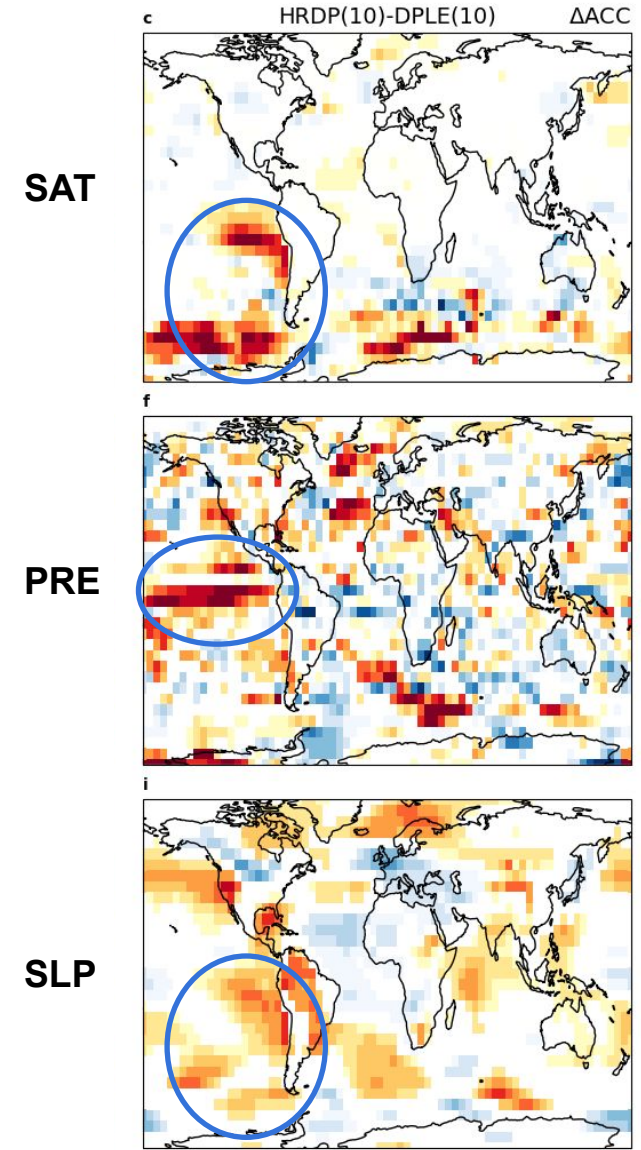 c HRDP(10)-DPLE(10) ΔACC
SAT
f
PRE
i
SLP